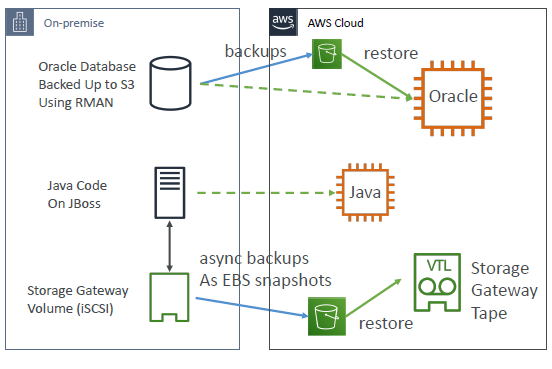 On-premise
aws
AWS Cloud
backups
restore
Oracle Database
Backed Up to S3
Using RMAN
Oracle
Java Code
On JBoss
Java
async backups
As EBS snapshots
Storage Gateway
Volume (iSCSI)
VTL
Storage
Gateway
Tape
restore